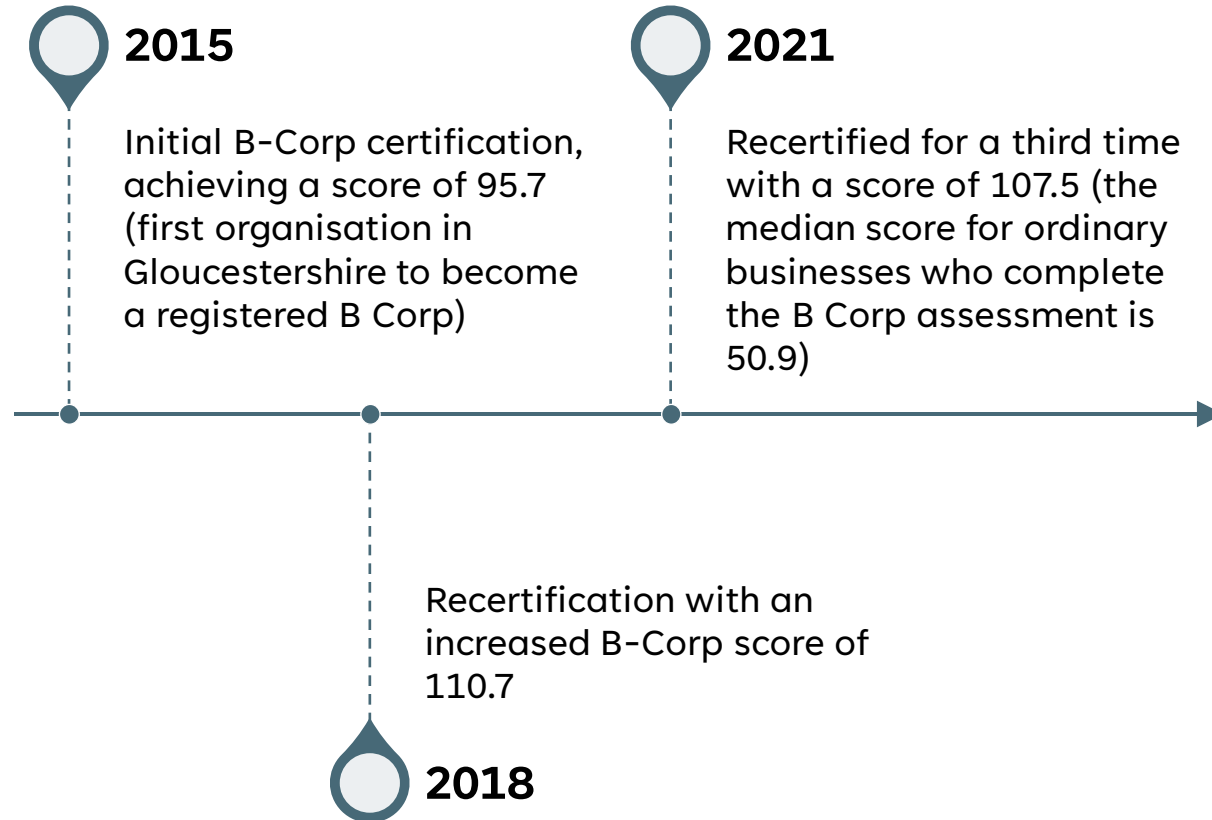 2015
Initial B-Corp certification,
achieving a score of 95.7
(first organisation in
Gloucestershire to become
a registered B Corp)
2021
Recertified for a third time
with a score of 107.5 (the
median score for ordinary
businesses who complete
the B Corp assessment is
50.9)
Recertification with an
increased B-Corp score of
110.7
2018